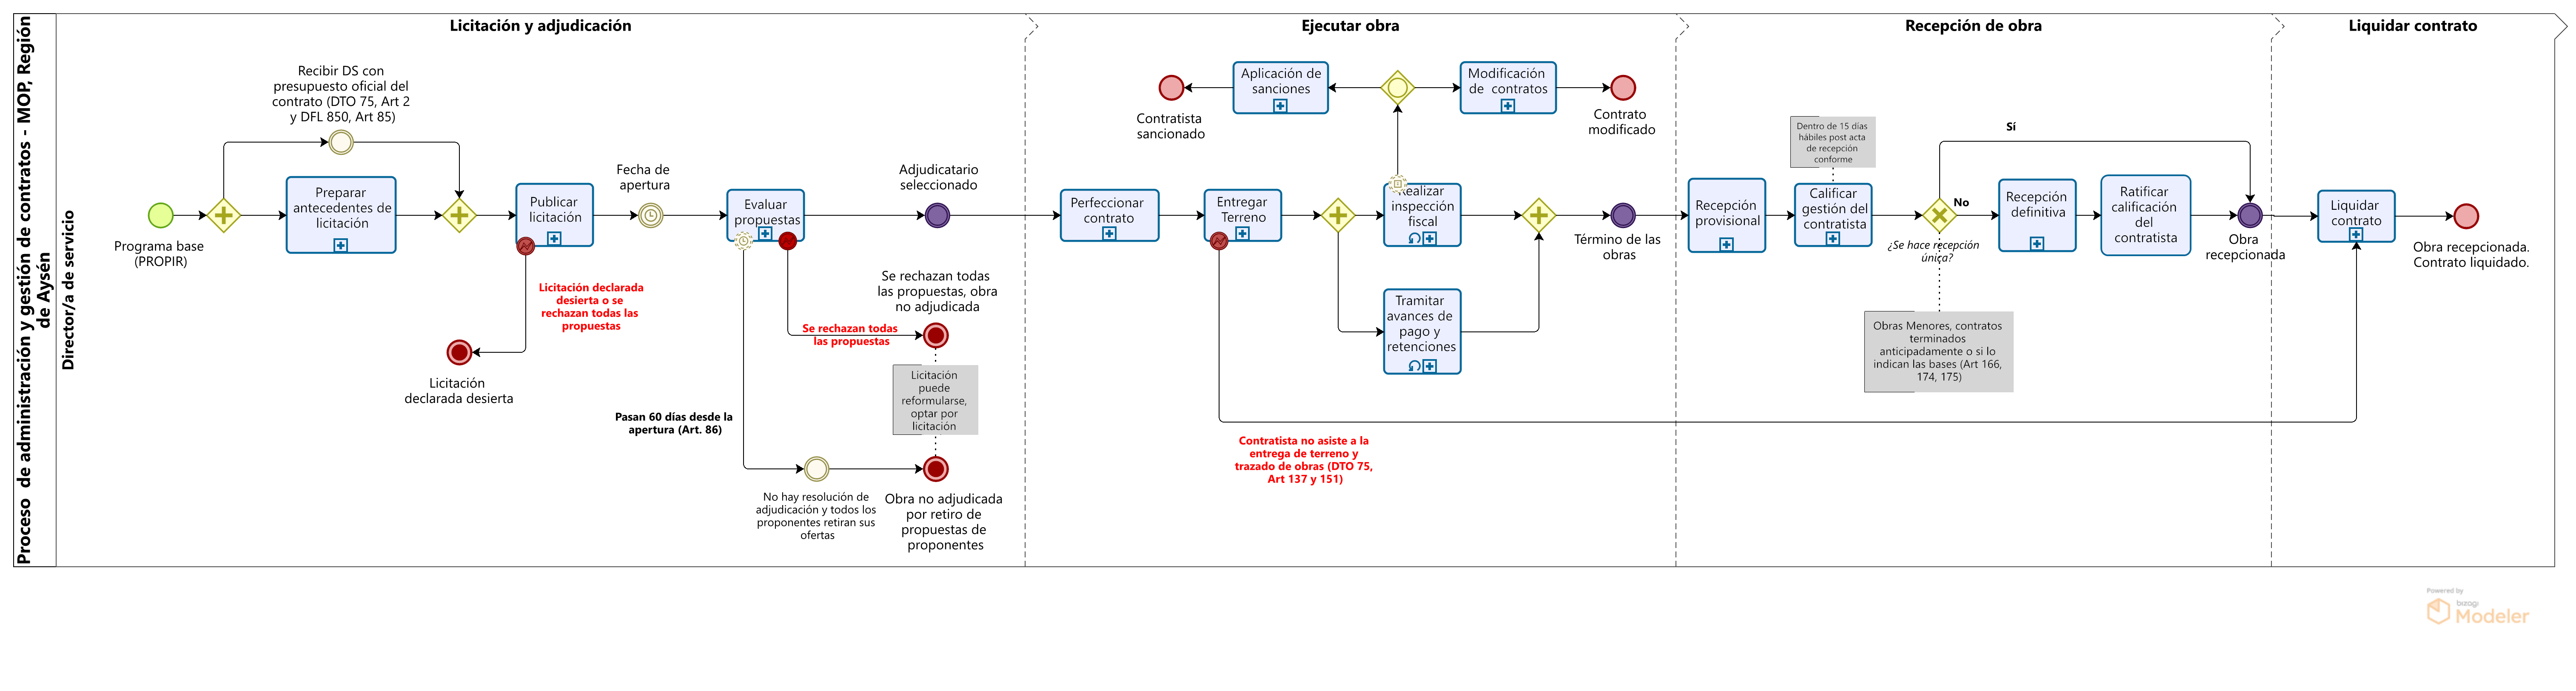 Proceso de administración y gestión de contratos - MOP, Región
de Aysén
Director/a de servicio
Licitación y adjudicación
Ejecutar obra
Recepción de obra
Liquidar contrato
Recibir DS con
presupuesto oficial del
contrato (DTO 75, Art 2
y DFL 850, Art 85)
Programa base
(PROPIR)
Preparar
antecedentes de
licitación
Publicar
licitación
Licitación declarada
desierta o se
rechazan todas las
propuestas
Licitación
declarada desierta
Fecha de
apertura
Evaluar
propuestas
Adjudicatario
seleccionado
Se rechazan todas
las propuestas, obra
no adjudicada
Se rechazan todas
las propuestas
Licitación
puede
reformularse,
optar por
licitación
Pasan 60 días desde la
apertura (Art. 86)
No hay resolución de
adjudicación y todos los
proponentes retiran sus
ofertas
Obra no adjudicada
por retiro de
propuestas de
proponentes
Contratista
sancionado
Aplicación de
sanciones
Modificación
de contratos
Contrato
modificado
Perfeccionar
contrato
Entregar
Terreno
Realizar
inspección
fiscal
Término de las
obras
Tramitar
avances de
pago y
retenciones
Contratista no asiste a la
entrega de terreno y
trazado de obras (DTO 75,
Art 137 y 151)
Dentro de 15 días
hábiles post acta
de recepción
conforme
Recepción
provisional
Calificar
gestión del
contratista
Sí
No
¿Se hace recepción
única?
Obras Menores, contratos
terminados
anticipadamente o si lo
indican las bases (Art 166,
174, 175)
Recepción
definitiva
Ratificar
calificación
del
contratista
Obra
recepcionada
Liquidar
contrato
Obra recepcionada.
Contrato liquidado.
Powered by
bizagi
Modeler